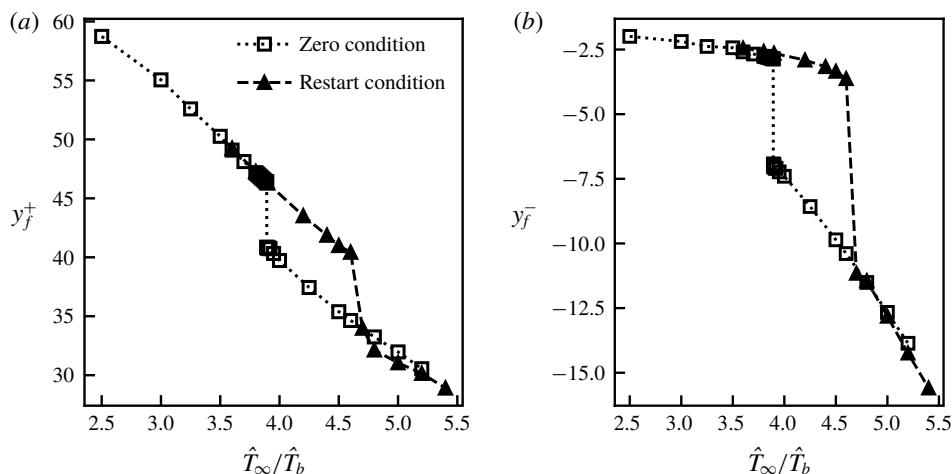 (a)
60
55
50
45
40
35
30
y_f^+
Zero condition
Restart condition
2.5 3.0 3.5 4.0 4.5 5.0 5.5
T̂_∞/T̂_b
(b)
−2.5
−5.0
−7.5
−10.0
−12.5
−15.0
y_f^−
2.5 3.0 3.5 4.0 4.5 5.0 5.5
T̂_∞/T̂_b